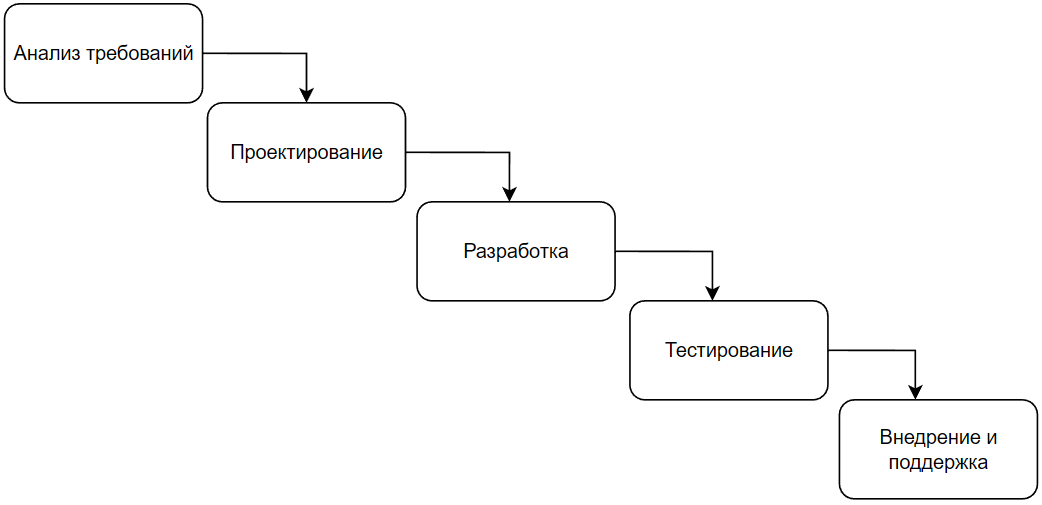 Анализ требований
Проектирование
Разработка
Тестирование
Внедрение и
поддержка